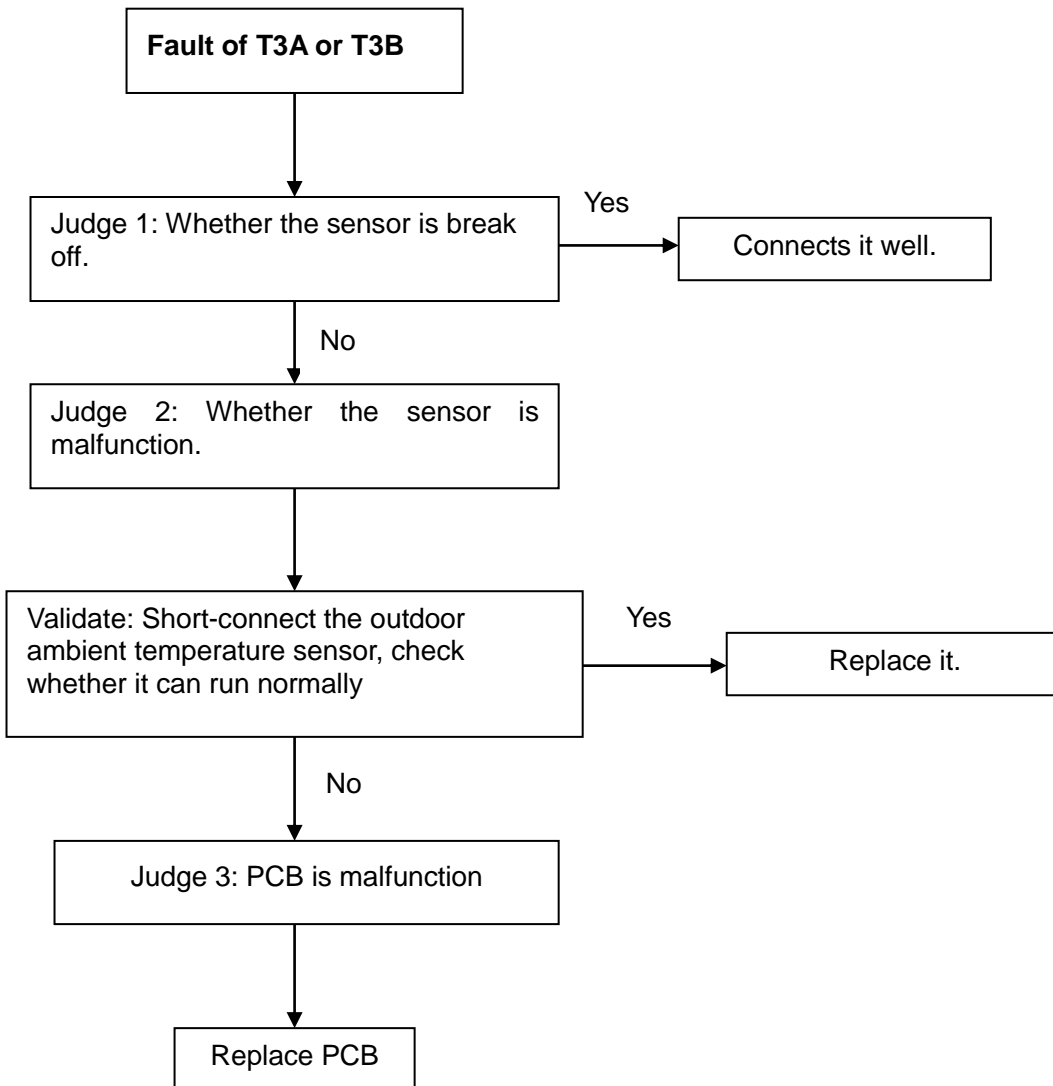 Fault of T3A or T3B
Judge 1: Whether the sensor is break
off.
Yes
Connects it well.
No
Judge 2: Whether the sensor is
malfunction.
Validate: Short-connect the outdoor
ambient temperature sensor, check
whether it can run normally
Yes
Replace it.
No
Judge 3: PCB is malfunction
Replace PCB